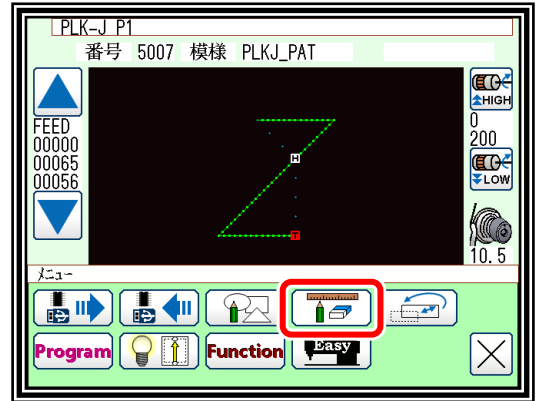 PLK-J P1
番号 5007 模様 PLKJ_PAT
HIGH
FEED
00000
00065
00056
0
200
LOW
10.5
H
T
メニュー
Program
Function
Easy